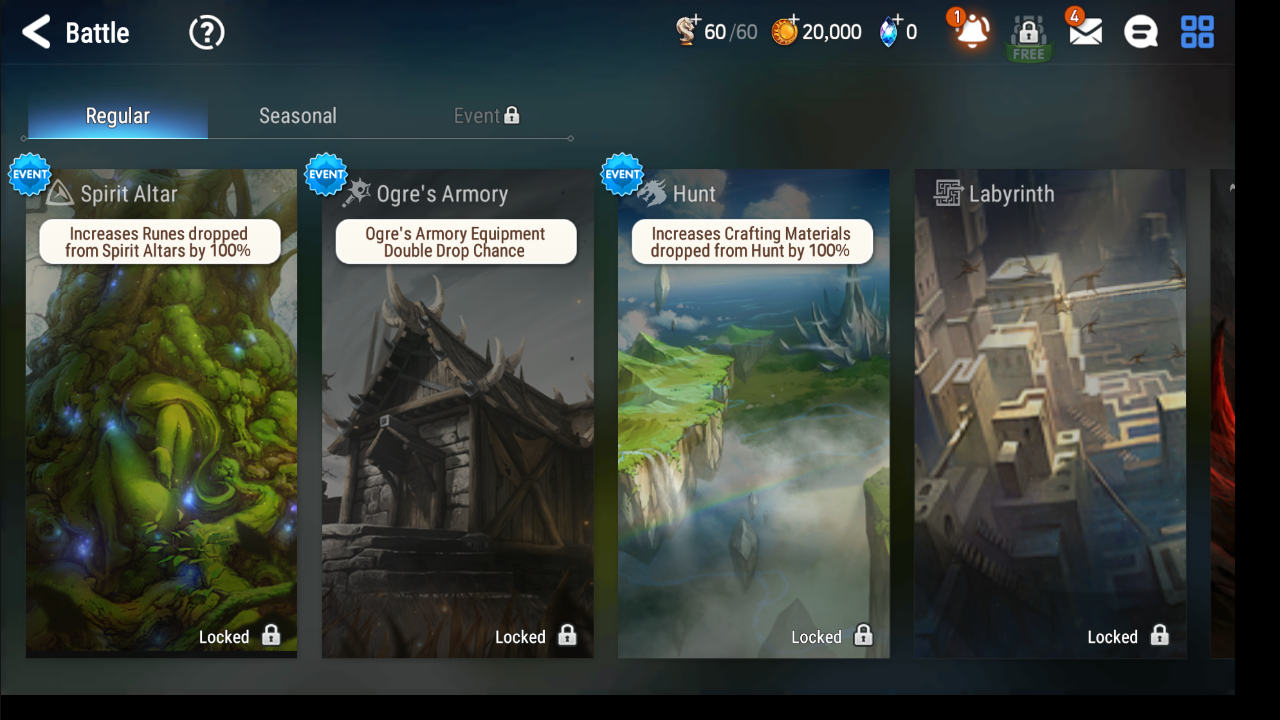 Battle
?
60/60
20,000
0
1
FREE
4
Regular
Seasonal
Event
EVENT
Spirit Altar
Increases Runes dropped
from Spirit Altars by 100%
Locked
EVENT
Ogre's Armory
Ogre's Armory Equipment
Double Drop Chance
Locked
EVENT
Hunt
Increases Crafting Materials
dropped from Hunt by 100%
Locked
Labyrinth
Locked